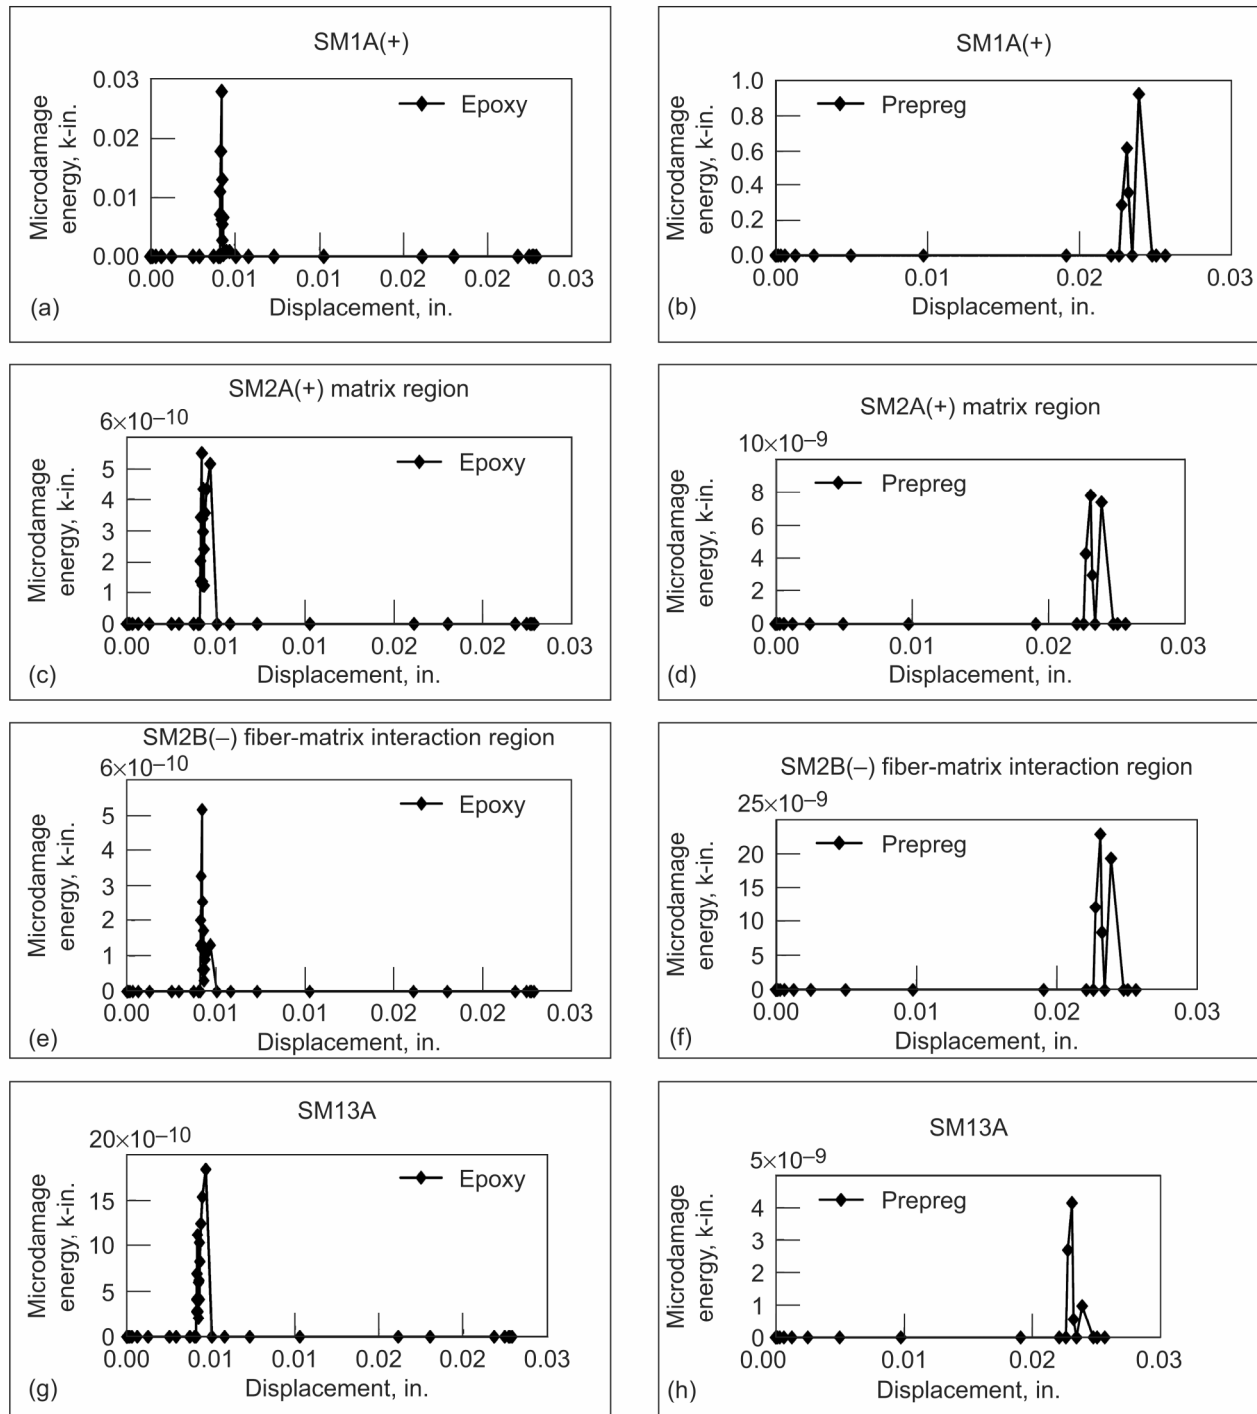 SM1A(+)
Microdamage
energy, k-in.
0.03
0.02
0.01
0.00
Epoxy
0.00 0.01 0.01 0.02 0.02 0.03
(a) Displacement, in.
SM1A(+)
Microdamage
energy, k-in.
1.0
0.8
0.6
0.4
0.2
0.0
Prepreg
0.00 0.01 0.02 0.03
(b) Displacement, in.
SM2A(+) matrix region
6×10–10
Microdamage
energy, k-in.
5
4
3
2
1
0
Epoxy
0.00 0.01 0.01 0.02 0.02 0.03
(c) Displacement, in.
SM2A(+) matrix region
10×10–9
Microdamage
energy, k-in.
8
6
4
2
0
Prepreg
0.00 0.01 0.02 0.03
(d) Displacement, in.
SM2B(–) fiber-matrix interaction region
6×10–10
Microdamage
energy, k-in.
5
4
3
2
1
0
Epoxy
0.00 0.01 0.01 0.02 0.02 0.03
(e) Displacement, in.
SM2B(–) fiber-matrix interaction region
25×10–9
Microdamage
energy, k-in.
20
15
10
5
0
Prepreg
0.00 0.01 0.02 0.03
(f) Displacement, in.
SM13A
20×10–10
Microdamage
energy, k-in.
15
10
5
0
Epoxy
0.00 0.01 0.01 0.02 0.02 0.03
(g) Displacement, in.
SM13A
5×10–9
Microdamage
energy, k-in.
4
3
2
1
0
Prepreg
0.00 0.01 0.02 0.03
(h) Displacement, in.